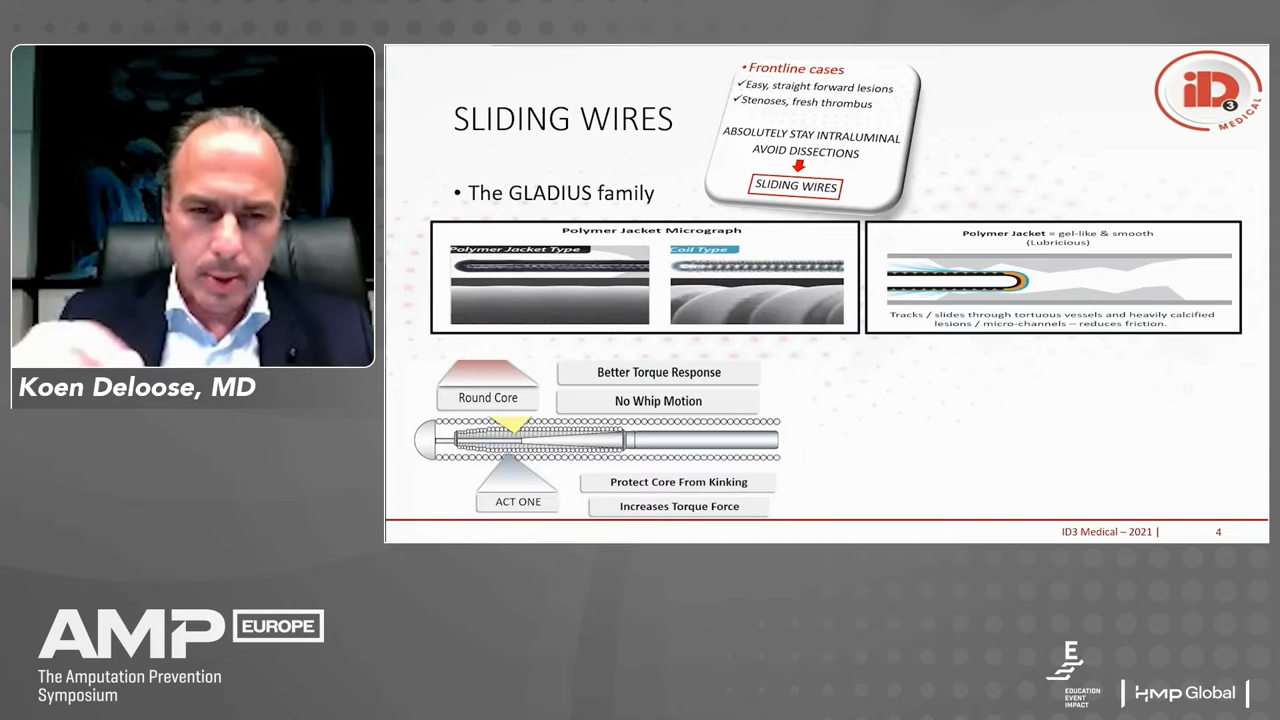 Koen Deloose, MD
SLIDING WIRES
• Frontline cases
✓Easy, straight forward lesions
✓Stenoses, fresh thrombus
ABSOLUTELY STAY INTRALUMINAL
AVOID DISSECTIONS
SLIDING WIRES
iD3
MEDICAL
• The GLADIUS family
Polymer Jacket Micrograph
Polymer Jacket Type
Coil Type
Polymer Jacket = gel-like & smooth
(Lubricious)
Tracks / slides through tortuous vessels and heavily calcified
lesions / micro-channels – reduces friction.
Round Core
Better Torque Response
No Whip Motion
ACT ONE
Protect Core From Kinking
Increases Torque Force
ID3 Medical – 2021 |
4
AMP EUROPE
The Amputation Prevention
Symposium
E
EDUCATION
EVENT
IMPACT
HMP Global